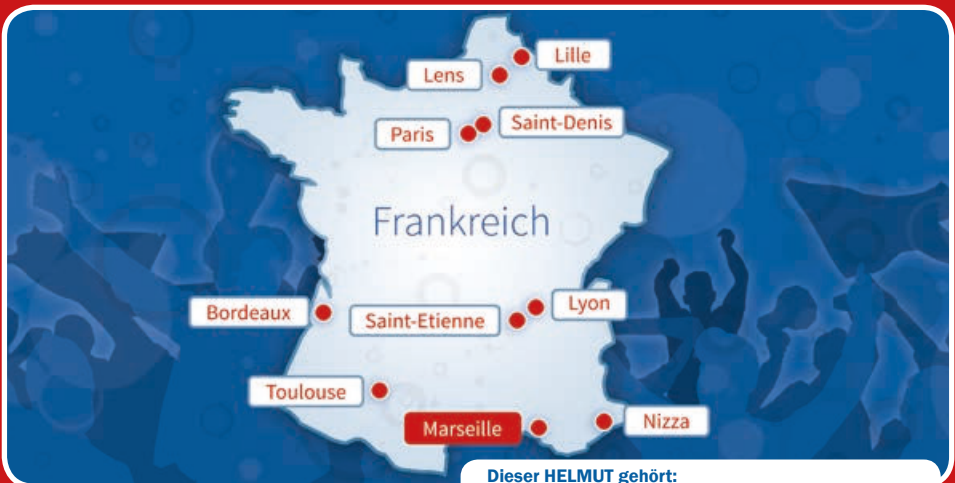 Lille
Lens
Saint-Denis
Paris
Frankreich
Lyon
Bordeaux
Saint-Etienne
Toulouse
Nizza
Marseille
Dieser HELMUT gehört: